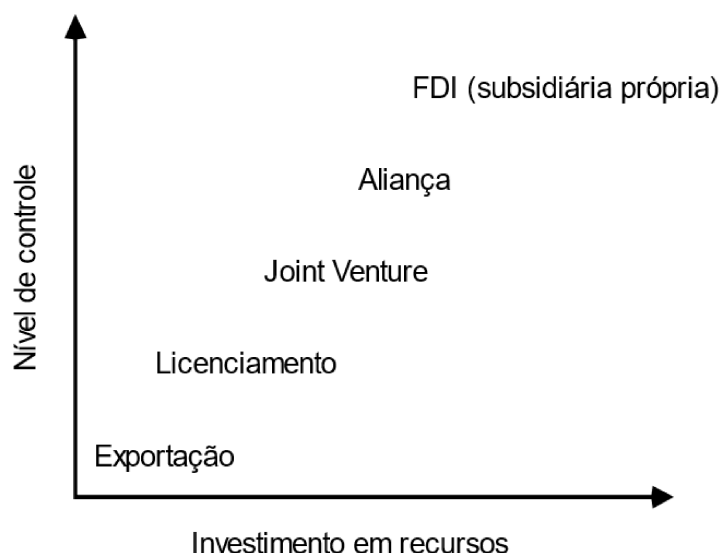 FDI (subsidiária própria)
Aliança
Joint Venture
Licenciamento
Exportação
Nível de controle
Investimento em recursos